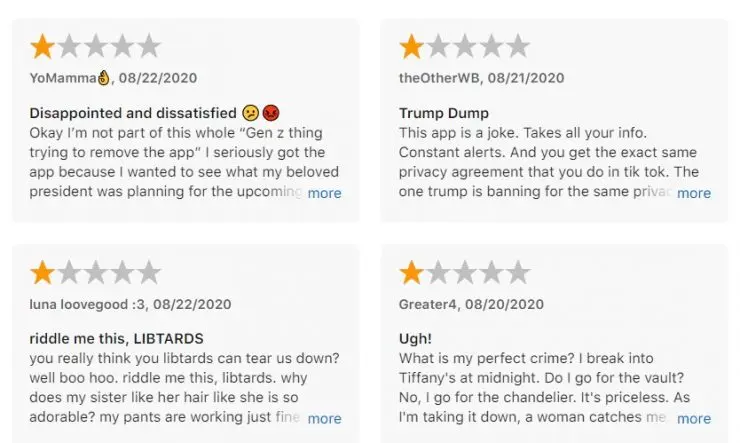 YoMamma👌, 08/22/2020
Disappointed and dissatisfied 😕😡
Okay I'm not part of this whole “Gen z thing
trying to remove the app” I seriously got the
app because I wanted to see what my beloved
president was planning for the upcoming more
theOtherWB, 08/21/2020
Trump Dump
This app is a joke. Takes all your info.
Constant alerts. And you get the exact same
privacy agreement that you do in tik tok. The
one trump is banning for the same privac more
luna loovegood :3, 08/22/2020
riddle me this, LIBTARDS
you really think you libtards can tear us down?
well boo hoo. riddle me this, libtards. why
does my sister like her hair like she is so
adorable? my pants are working just fine more
Greater4, 08/20/2020
Ugh!
What is my perfect crime? I break into
Tiffany's at midnight. Do I go for the vault?
No, I go for the chandelier. It's priceless. As
I'm taking it down, a woman catches me more